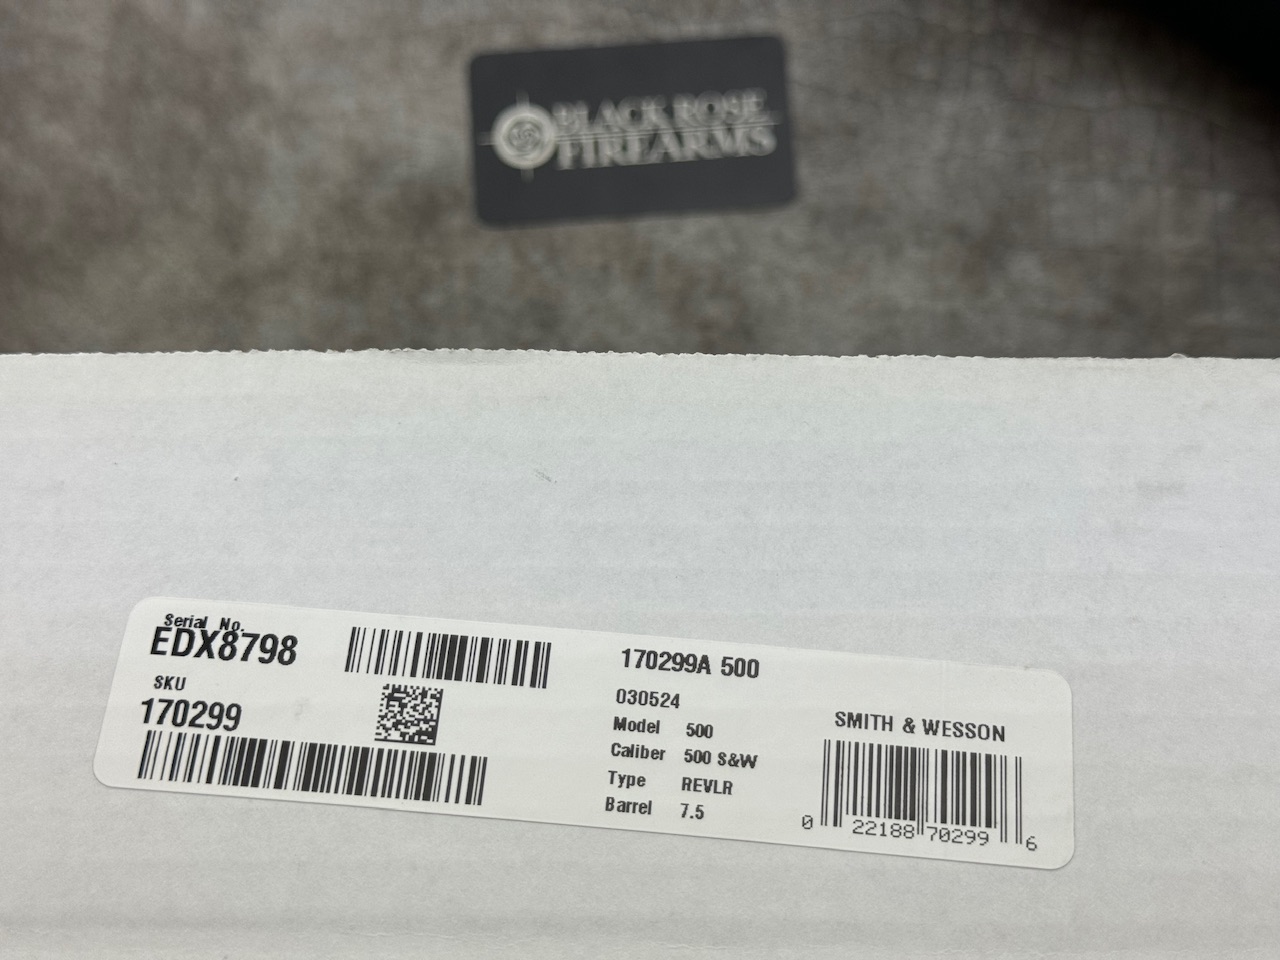 BLACK ROSE
FIREARMS
Serial No.
EDX8798
SKU
170299
170299A 500
030524
Model 500
Caliber 500 S&W
Type REVLR
Barrel 7.5
SMITH & WESSON
0 22188 70299 6